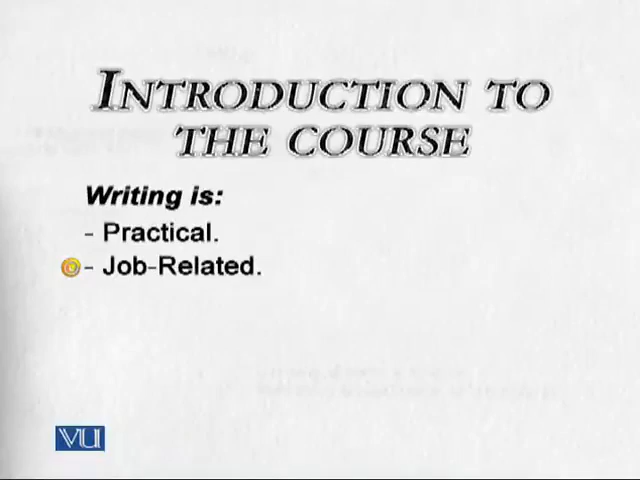 INTRODUCTION TO
THE COURSE
Writing is:
- Practical.
- Job-Related.
VU